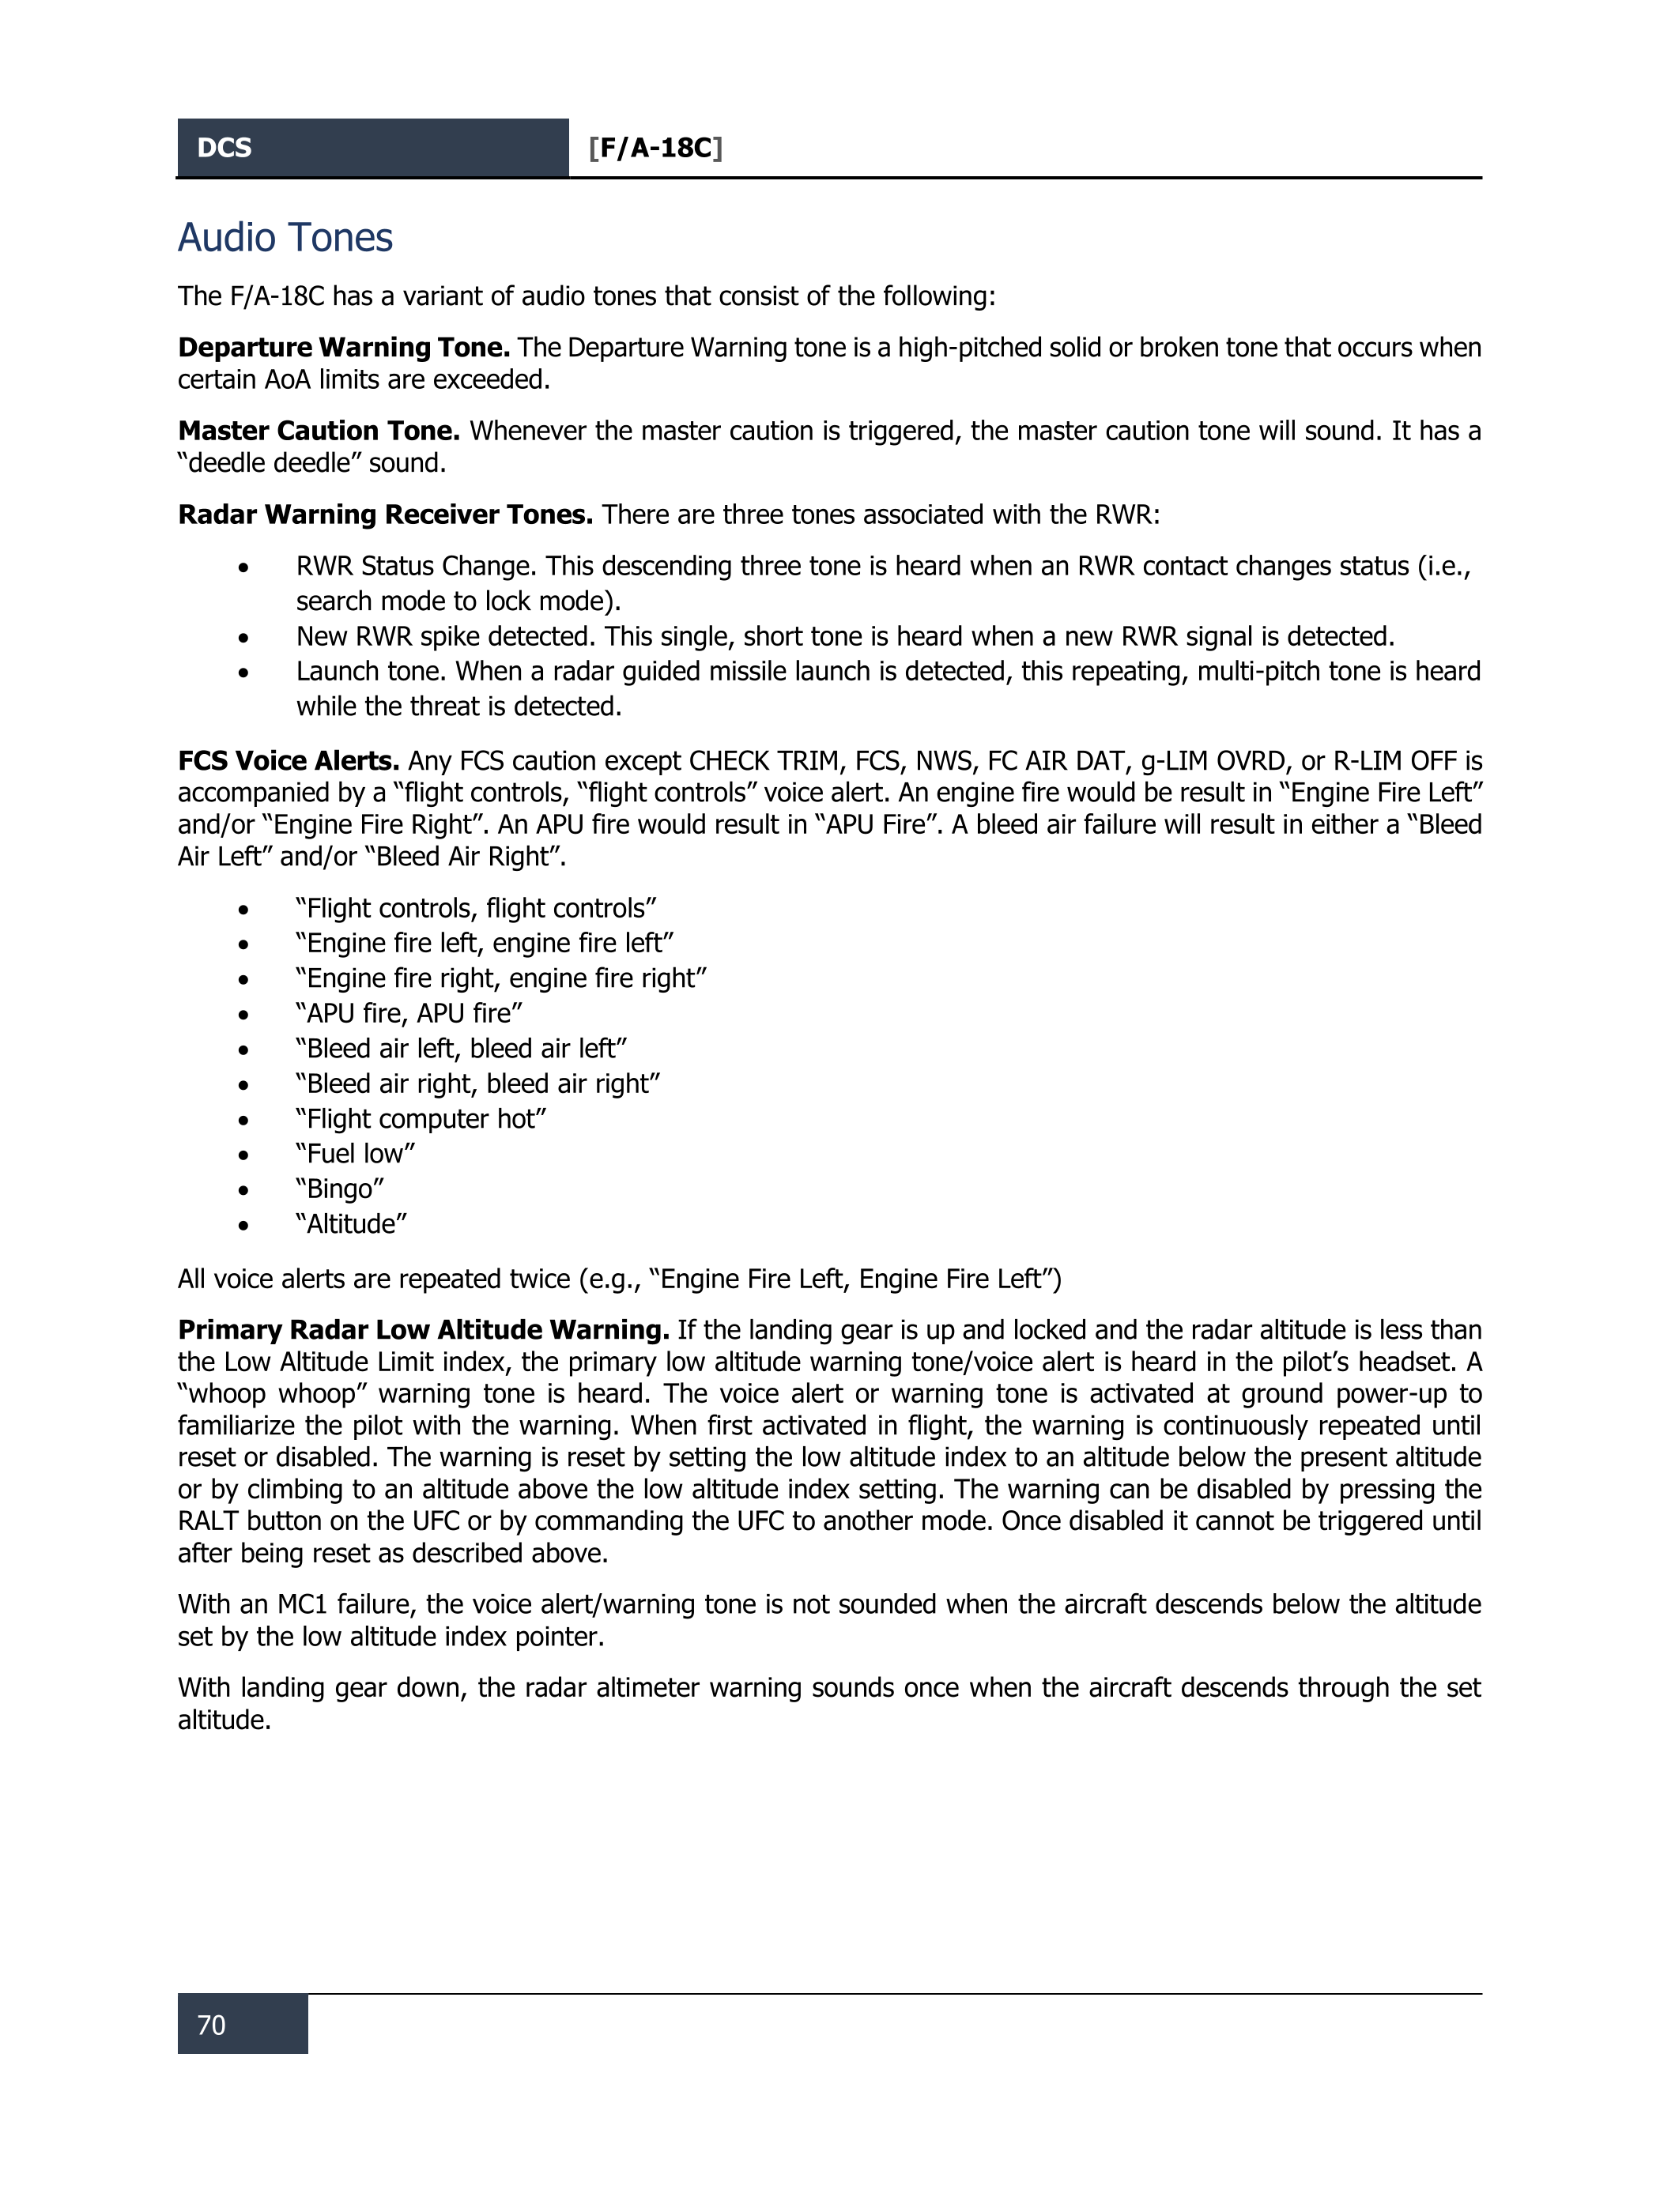 DCS [F/A-18C]
Audio Tones
The F/A-18C has a variant of audio tones that consist of the following:
Departure Warning Tone. The Departure Warning tone is a high-pitched solid or broken tone that occurs when
certain AoA limits are exceeded.
Master Caution Tone. Whenever the master caution is triggered, the master caution tone will sound. It has a
“deedle deedle” sound.
Radar Warning Receiver Tones. There are three tones associated with the RWR:
• RWR Status Change. This descending three tone is heard when an RWR contact changes status (i.e.,
search mode to lock mode).
• New RWR spike detected. This single, short tone is heard when a new RWR signal is detected.
• Launch tone. When a radar guided missile launch is detected, this repeating, multi-pitch tone is heard
while the threat is detected.
FCS Voice Alerts. Any FCS caution except CHECK TRIM, FCS, NWS, FC AIR DAT, g-LIM OVRD, or R-LIM OFF is
accompanied by a “flight controls, “flight controls” voice alert. An engine fire would be result in “Engine Fire Left”
and/or “Engine Fire Right”. An APU fire would result in “APU Fire”. A bleed air failure will result in either a “Bleed
Air Left” and/or “Bleed Air Right”.
• “Flight controls, flight controls”
• “Engine fire left, engine fire left”
• “Engine fire right, engine fire right”
• “APU fire, APU fire”
• “Bleed air left, bleed air left”
• “Bleed air right, bleed air right”
• “Flight computer hot”
• “Fuel low”
• “Bingo”
• “Altitude”
All voice alerts are repeated twice (e.g., “Engine Fire Left, Engine Fire Left”)
Primary Radar Low Altitude Warning. If the landing gear is up and locked and the radar altitude is less than
the Low Altitude Limit index, the primary low altitude warning tone/voice alert is heard in the pilot’s headset. A
“whoop whoop” warning tone is heard. The voice alert or warning tone is activated at ground power-up to
familiarize the pilot with the warning. When first activated in flight, the warning is continuously repeated until
reset or disabled. The warning is reset by setting the low altitude index to an altitude below the present altitude
or by climbing to an altitude above the low altitude index setting. The warning can be disabled by pressing the
RALT button on the UFC or by commanding the UFC to another mode. Once disabled it cannot be triggered until
after being reset as described above.
With an MC1 failure, the voice alert/warning tone is not sounded when the aircraft descends below the altitude
set by the low altitude index pointer.
With landing gear down, the radar altimeter warning sounds once when the aircraft descends through the set
altitude.
70